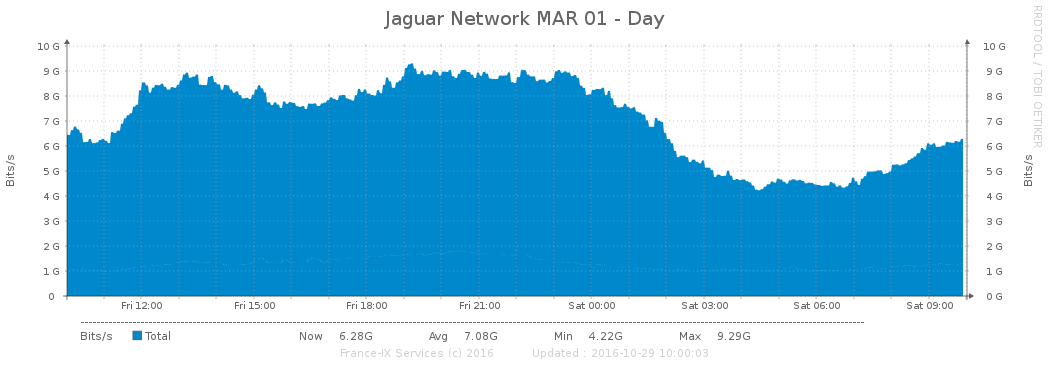 Jaguar Network MAR 01 - Day
RRDTOOL / TOBI OETIKER
Bits/s
10 G
9 G
8 G
7 G
6 G
5 G
4 G
3 G
2 G
1 G
0
10 G
9 G
8 G
7 G
6 G
5 G
4 G
3 G
2 G
1 G
0 G
Bits/s
Fri 12:00 Fri 15:00 Fri 18:00 Fri 21:00 Sat 00:00 Sat 03:00 Sat 06:00 Sat 09:00
Bits/s Total Now 6.28G Avg 7.08G Min 4.22G Max 9.29G
France-IX Services (c) 2016 Updated : 2016-10-29 10:00:03